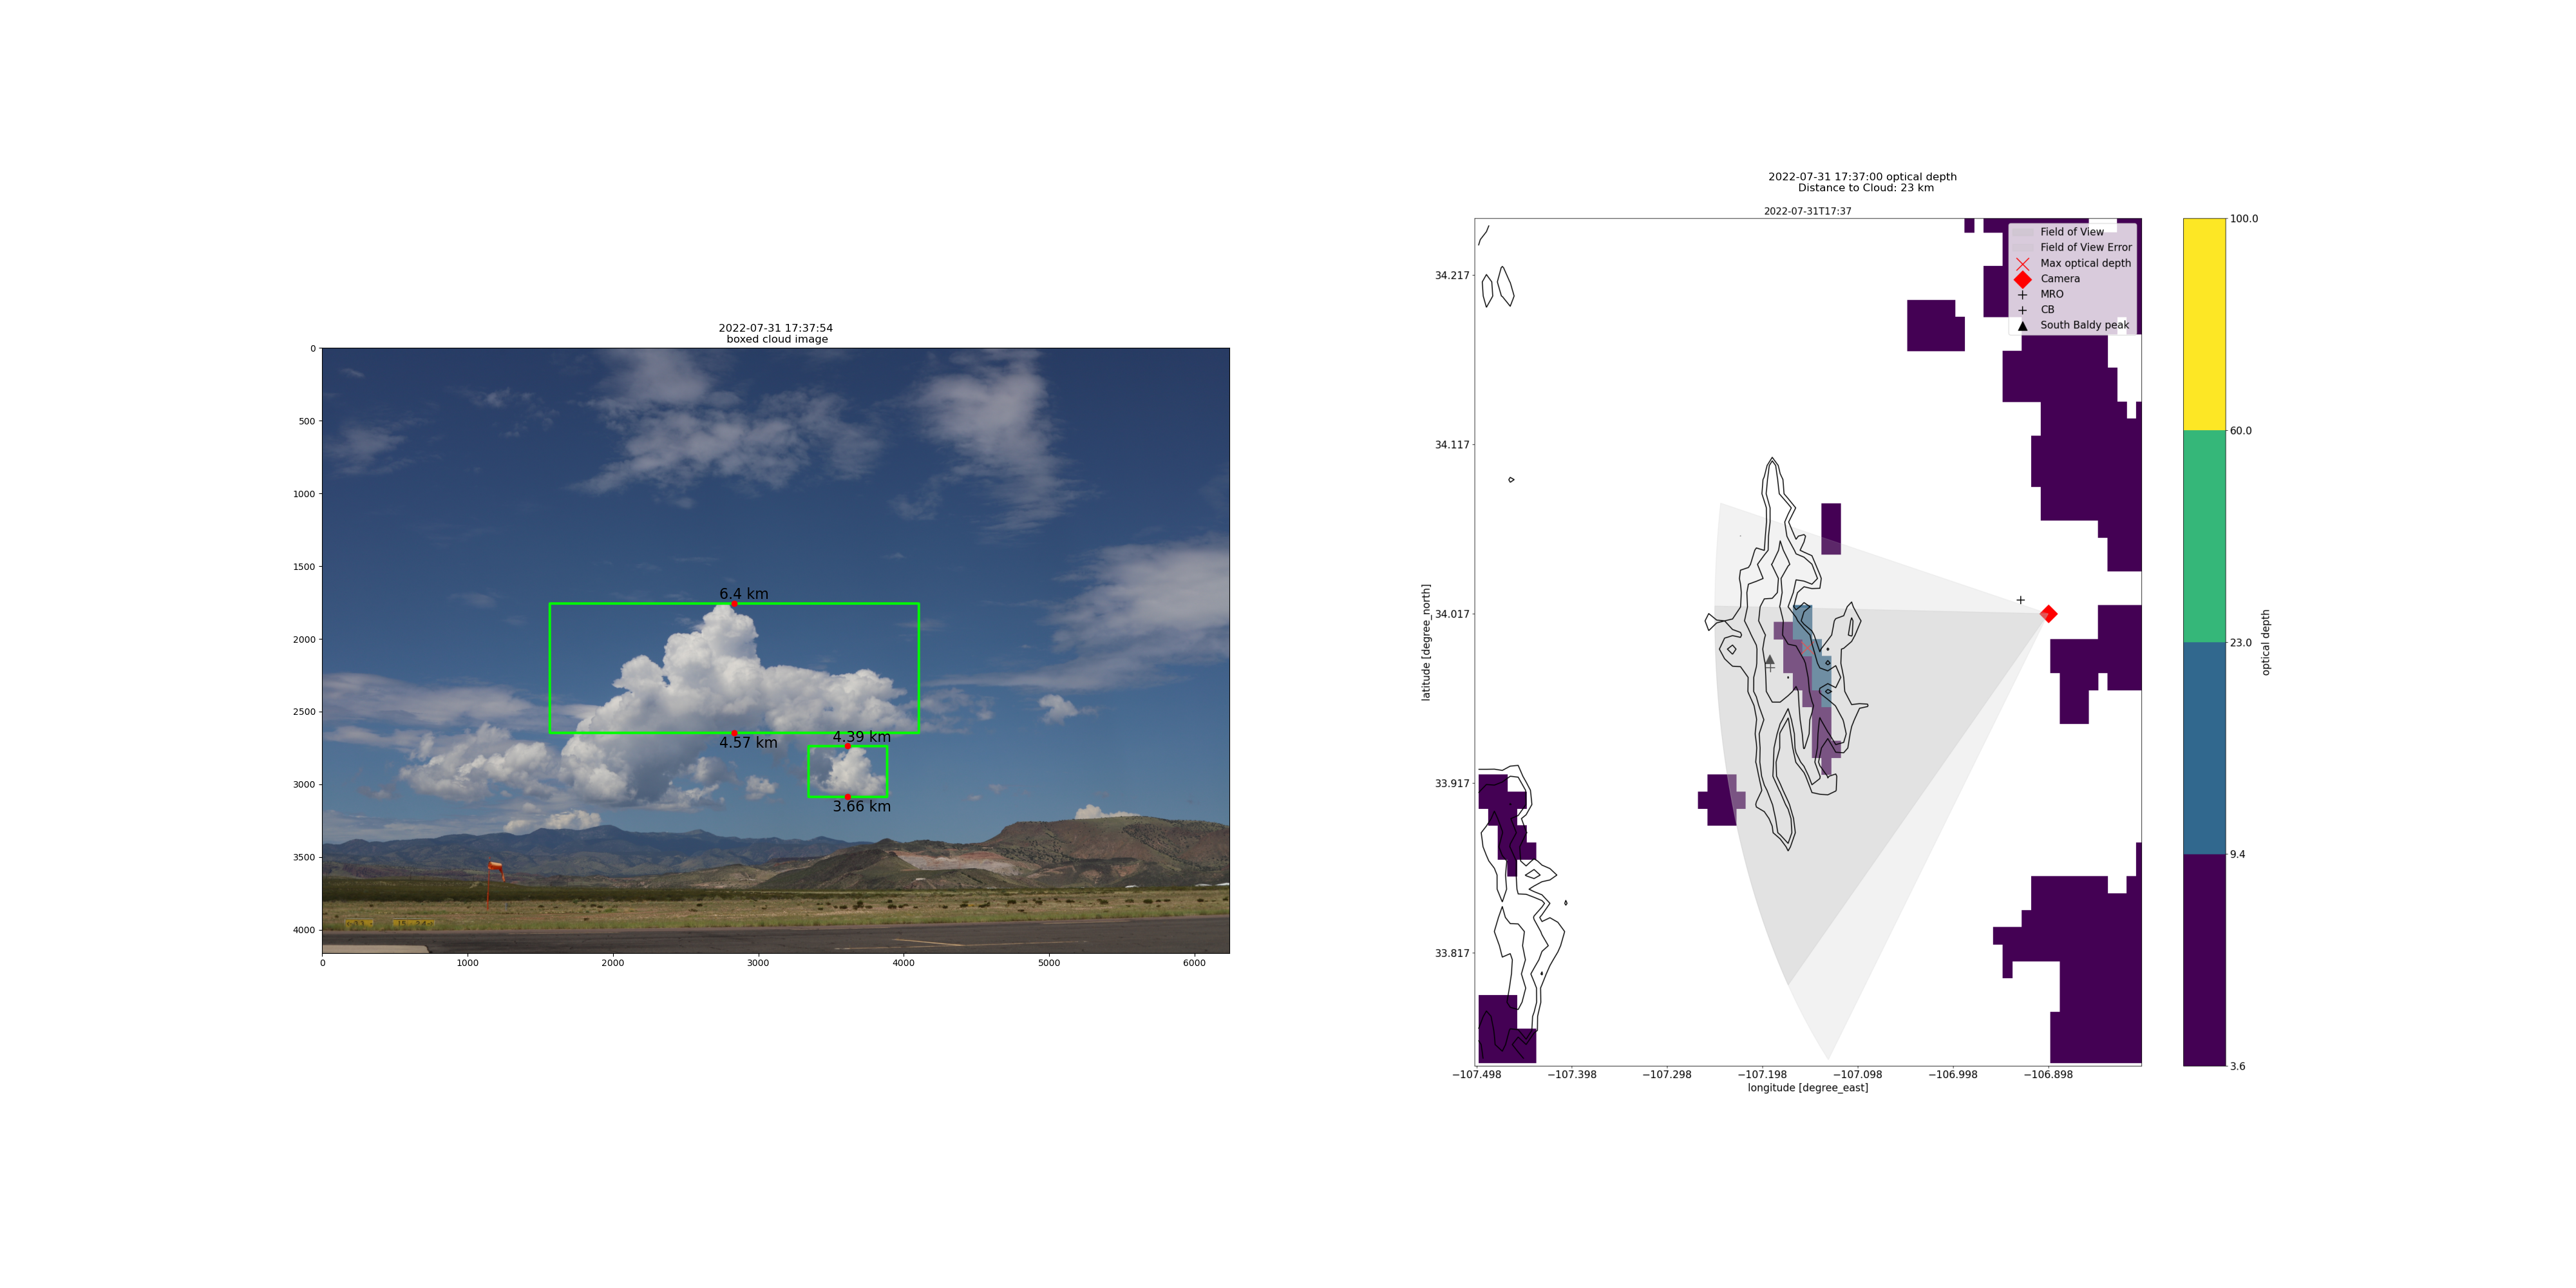 2022-07-31 17:37:54
boxed cloud image
0
500
1000
1500
2000
2500
3000
3500
4000
0
1000
2000
3000
4000
5000
6000
6.4 km
4.57 km
4.39 km
3.66 km
2022-07-31 17:37:00 optical depth
Distance to Cloud: 23 km
2022-07-31T17:37
Field of View
Field of View Error
Max optical depth
Camera
MRO
CB
South Baldy peak
latitude [degree_north]
34.217
34.117
34.017
33.917
33.817
−107.498
−107.398
−107.298
−107.198
−107.098
−106.998
−106.898
longitude [degree_east]
100.0
60.0
23.0
9.4
3.6
optical depth